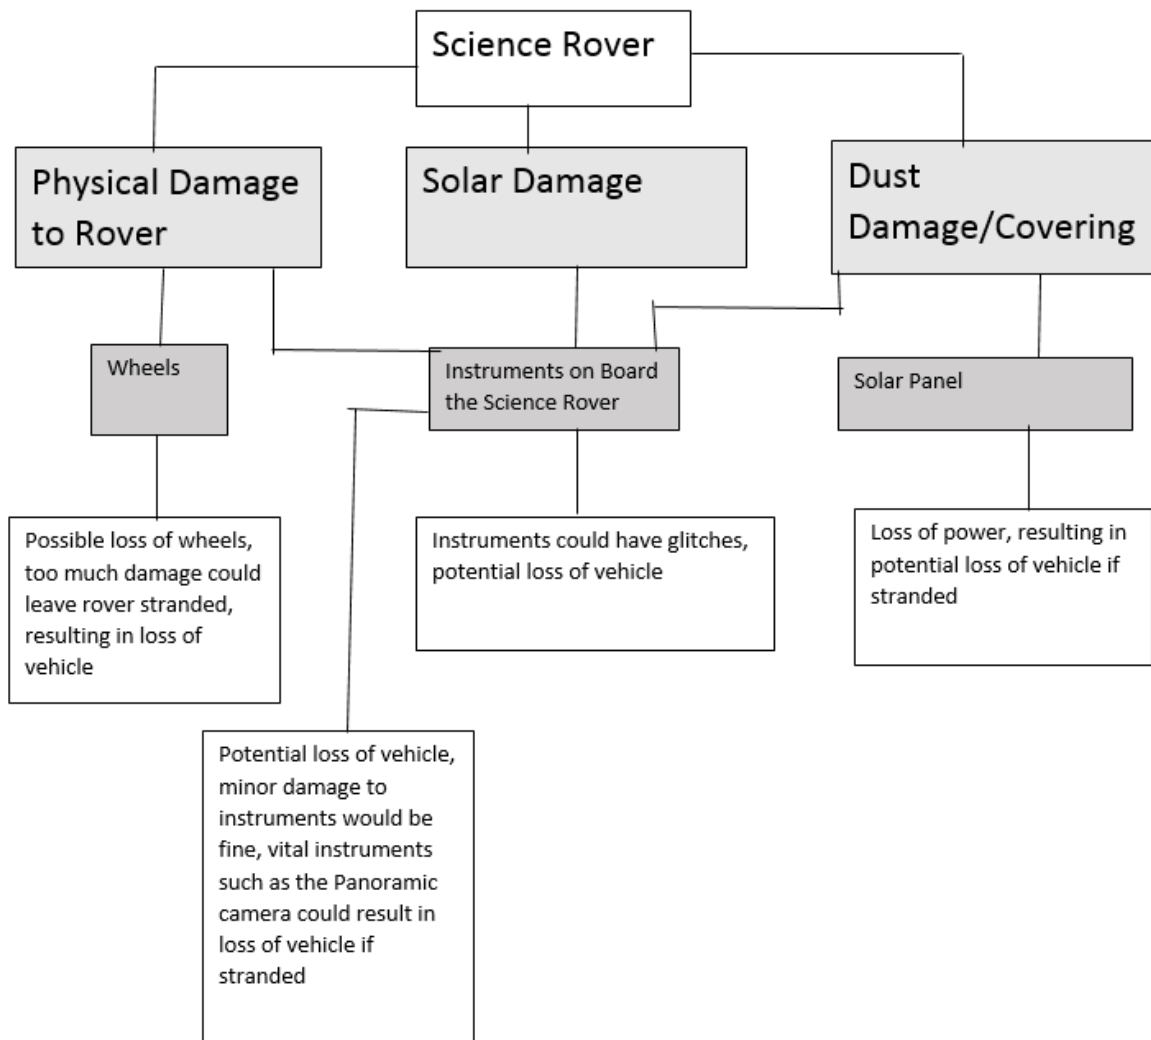 Science Rover
Physical Damage
to Rover
Solar Damage
Dust
Damage/Covering
Wheels
Instruments on Board
the Science Rover
Solar Panel
Possible loss of wheels,
too much damage could
leave rover stranded,
resulting in loss of
vehicle
Instruments could have glitches,
potential loss of vehicle
Loss of power, resulting in
potential loss of vehicle if
stranded
Potential loss of vehicle,
minor damage to
instruments would be
fine, vital instruments
such as the Panoramic
camera could result in
loss of vehicle if
stranded